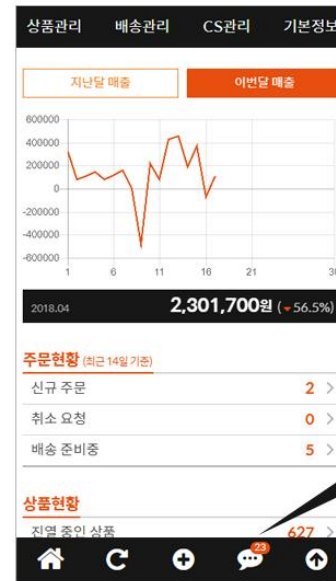 상품관리 배송관리 CS관리 기본정보
지난달 매출 이번달 매출
600000
400000
200000
0
-200000
-400000
-600000
1 6 11 16 21 30
2018.04 2,301,700원 (56.5%)
주문현황 (최근 14일 기준)
신규 주문 2
취소 요청 0
배송 준비중 5
상품현황
진열 중인 상품 627
23